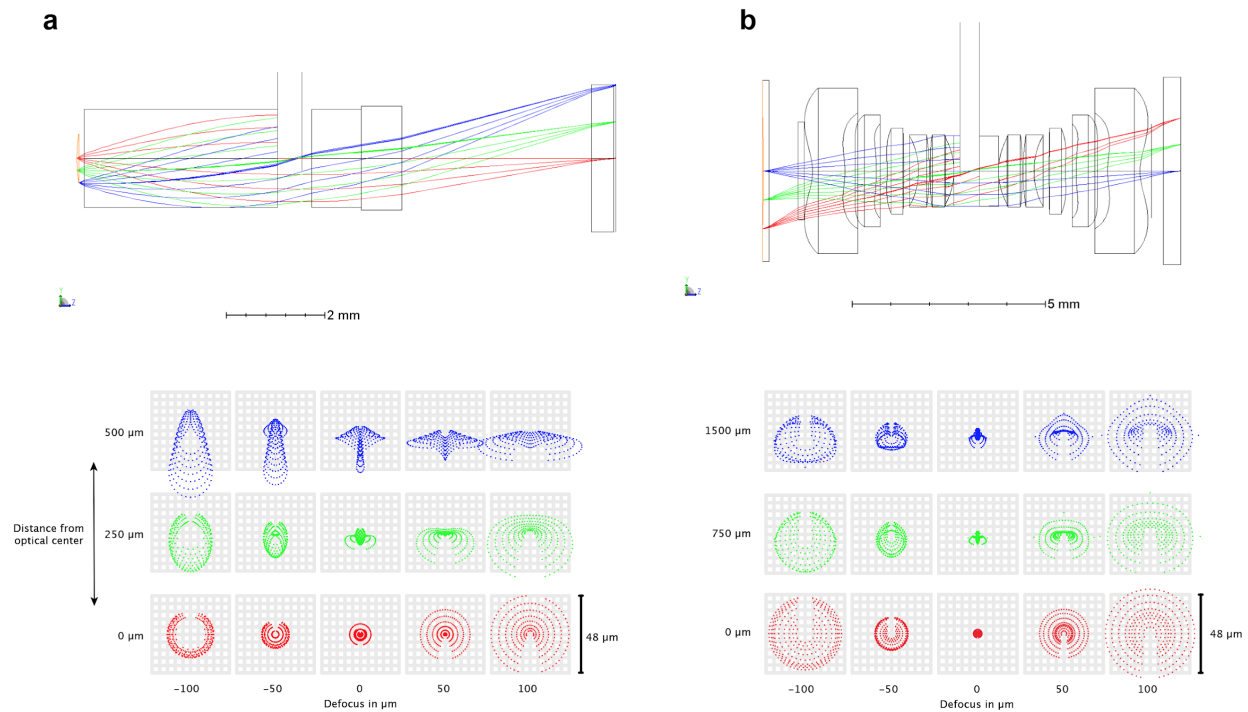 a
b
Y
Z
2 mm
Y
Z
5 mm
500 µm
1500 µm
Distance from
optical center
250 µm
750 µm
0 µm
48 µm
0 µm
48 µm
−100
−50
0
50
100
−100
−50
0
50
100
Defocus in µm
Defocus in µm